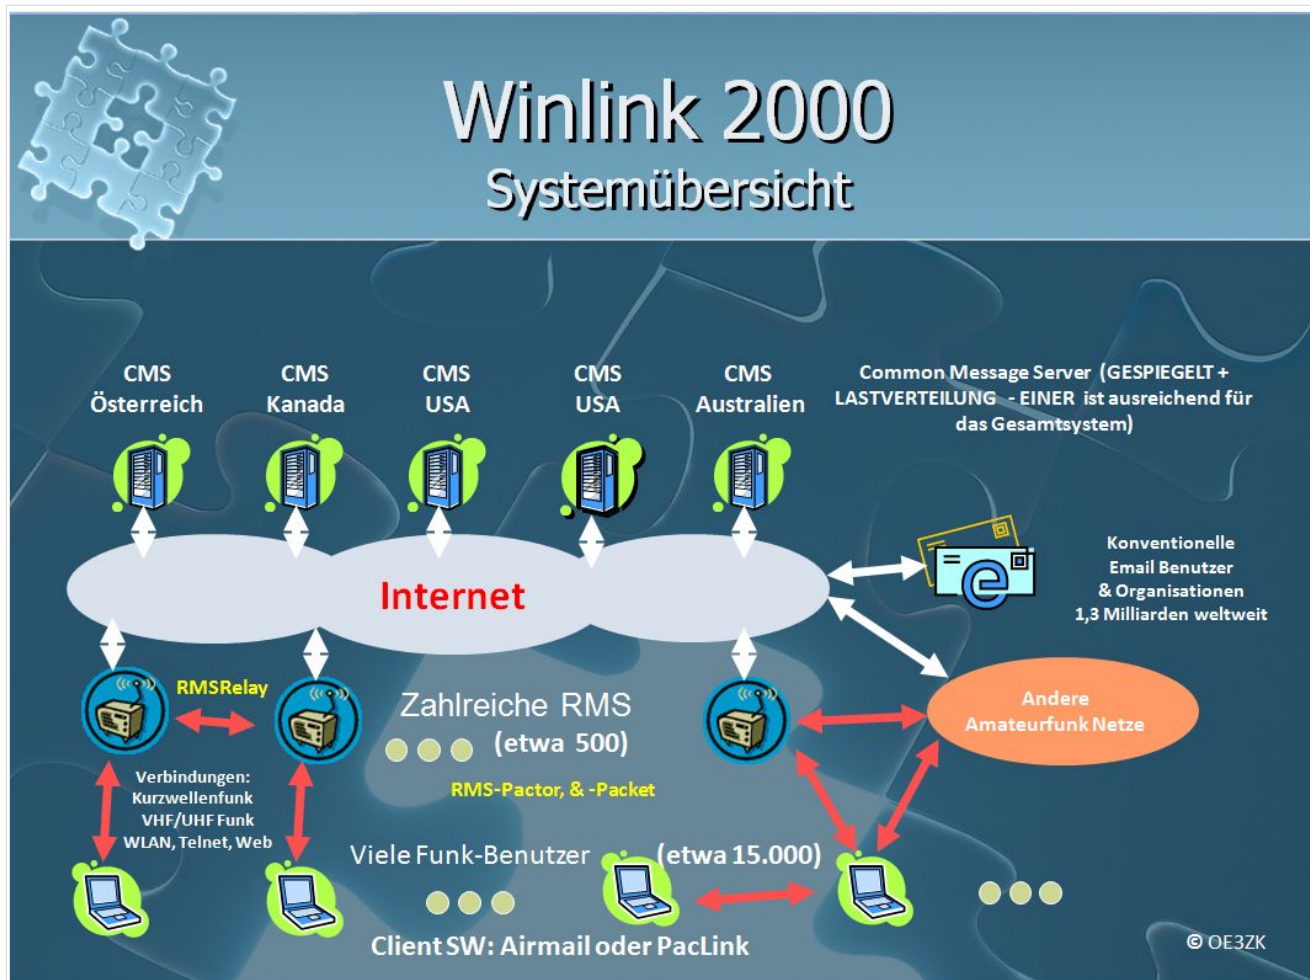 Winlink 2000
Systemübersicht
CMS
Österreich
CMS
Kanada
CMS
USA
CMS
USA
CMS
Australien
Common Message Server (GESPIEGELT +
LASTVERTEILUNG - EINER ist ausreichend für
das Gesamtsystem)
Internet
Konventionelle
Email Benutzer
& Organisationen
1,3 Milliarden weltweit
RMSRelay
Zahlreiche RMS
(etwa 500)
Andere
Amateurfunk Netze
RMS-Pactor, & -Packet
Verbindungen:
Kurzwellenfunk
VHF/UHF Funk
WLAN, Telnet, Web
Viele Funk-Benutzer (etwa 15.000)
Client SW: Airmail oder PacLink
© OE3ZK